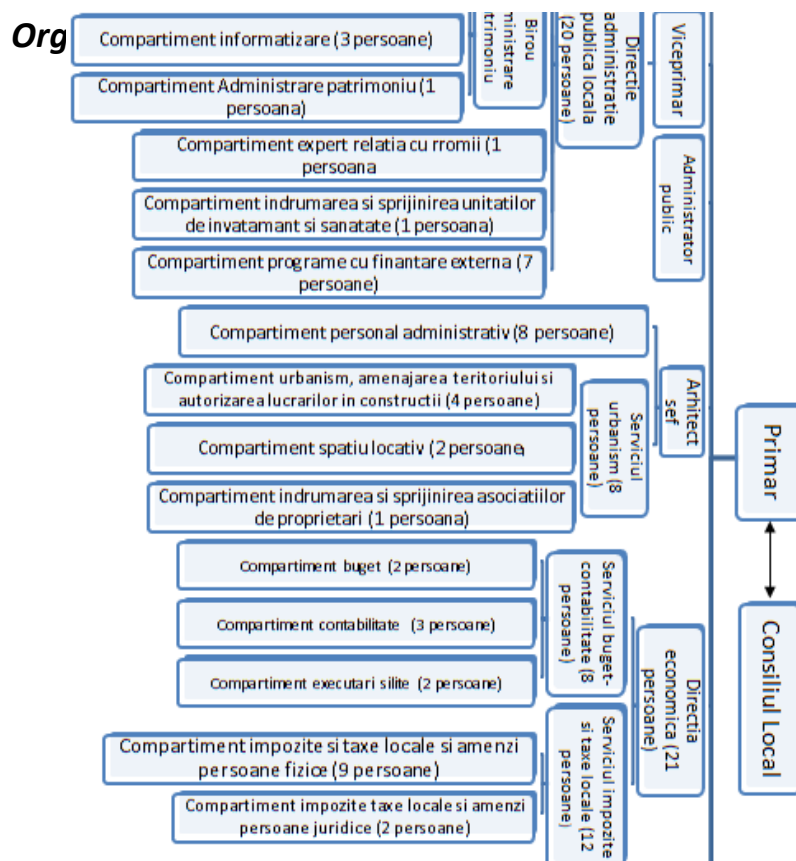 Org
Compartiment informatizare (3 persoane)
Compartiment Administrare patrimoniu (1
persoana)
Birou
administrare
patrimoniu
Directie
administratie
publica locala
(20 persoane)
Viceprimar
Administrator
public
Compartiment expert relatia cu rromii (1
persoana
Compartiment indrumarea si sprijinirea unitatilor
de invatamant si sanatate (1 persoana)
Compartiment programe cu finantare externa (7
persoane)
Compartiment personal administrativ (8 persoane)
Compartiment urbanism, amenajarea teritoriului si
autorizarea lucrarilor in constructii (4 persoane)
Compartiment spatiu locativ (2 persoane,
Compartiment indrumarea si sprijinirea asociatiilor
de proprietari (1 persoana)
Serviciul
urbanism (8
persoane)
Arhitect
sef
Primar
Consiliul Local
Compartiment buget (2 persoane)
Compartiment contabilitate (3 persoane)
Compartiment executari silite (2 persoane)
Serviciul buget-
contabilitate (8
persoane)
Directia
economica (21
persoane)
Compartiment impozite si taxe locale si amenzi
persoane fizice (9 persoane)
Compartiment impozite taxe locale si amenzi
persoane juridice (2 persoane)
Serviciul impozite
si taxe locale (12
persoane)